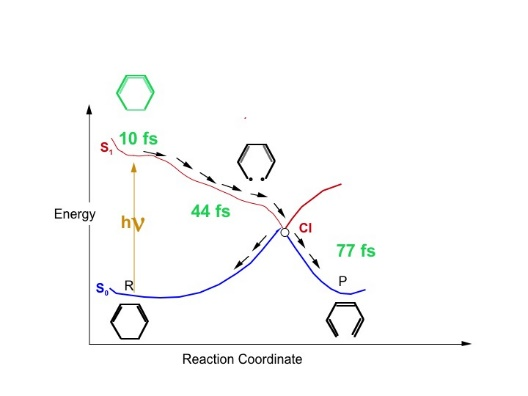 S₁
10 fs
Energy
hν
44 fs
CI
77 fs
S₀
R
P
Reaction Coordinate